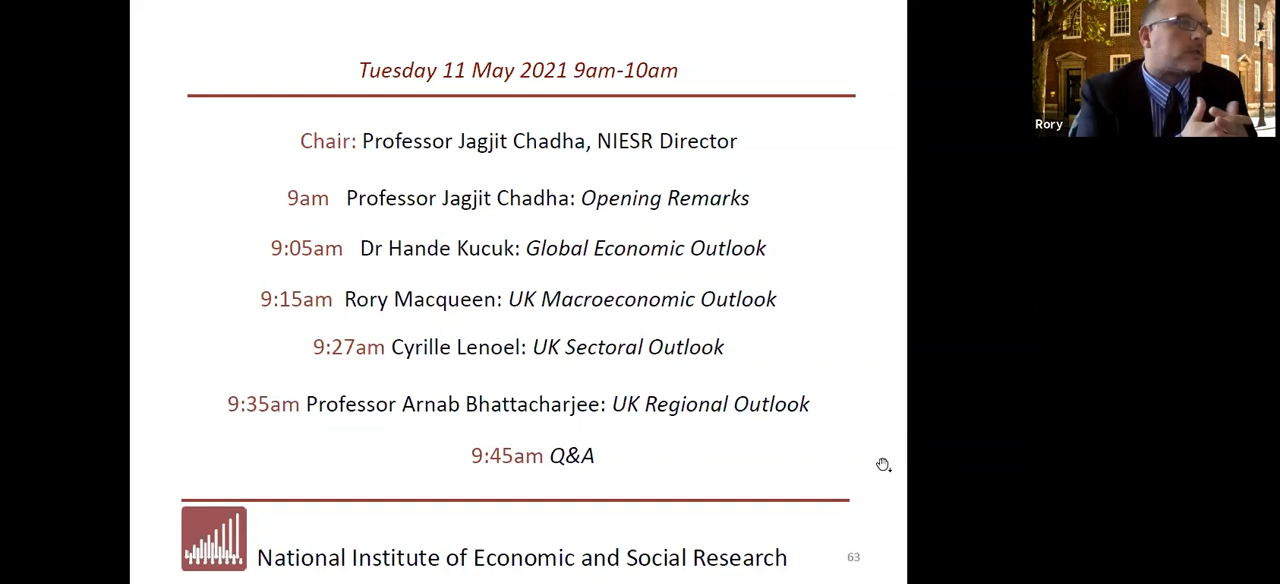 Tuesday 11 May 2021 9am-10am
Chair: Professor Jagjit Chadha, NIESR Director
9am Professor Jagjit Chadha: Opening Remarks
9:05am Dr Hande Kucuk: Global Economic Outlook
9:15am Rory Macqueen: UK Macroeconomic Outlook
9:27am Cyrille Lenoel: UK Sectoral Outlook
9:35am Professor Arnab Bhattacharjee: UK Regional Outlook
9:45am Q&A
National Institute of Economic and Social Research
63
Rory